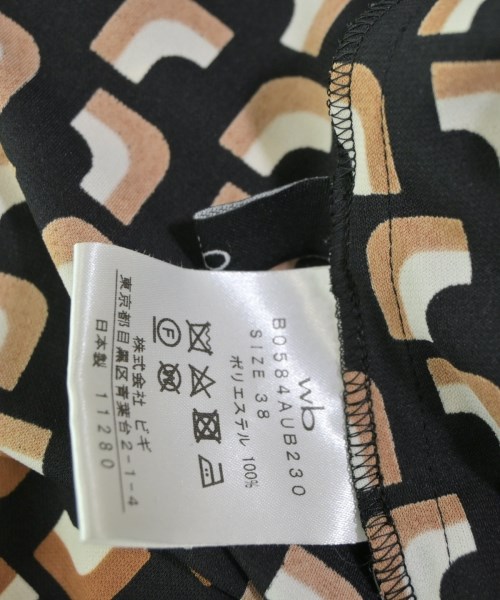 wb
B0584AUB230
SIZE 38
ポリエステル 100%
F
株式会社 ビギ
東京都目黒区青葉台2-1-4
日本製 11280